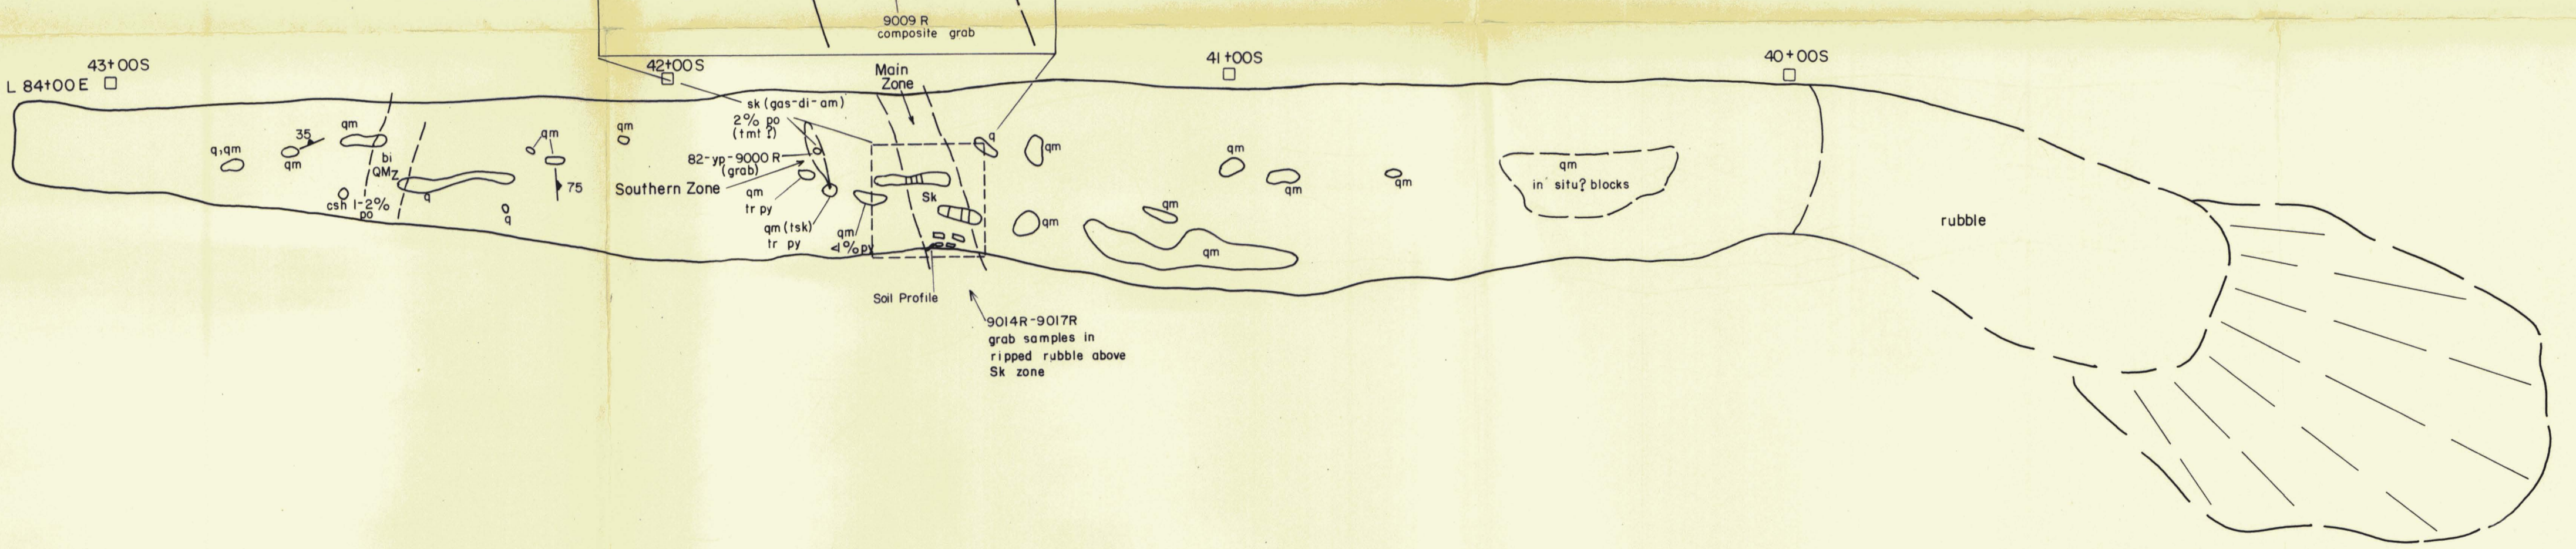 9009 R
composite grab
L 84+00 E
43+00S
42+00S
41+00S
40+00S
Main
Zone
sk (gas-di-am)
2% po
(tmt ?)
82-yp-9000 R
(grab)
Southern Zone
qm
tr py
qm (tsk)
tr py
qm
<1% py
Sk
q
qm
qm
Soil Profile
9014R-9017R
grab samples in
ripped rubble above
Sk zone
q,qm
35
qm
qm
bi
QMz
csh 1-2%
po
q
q
qm
75
qm
qm
qm
qm
qm
qm
qm
in situ? blocks
rubble